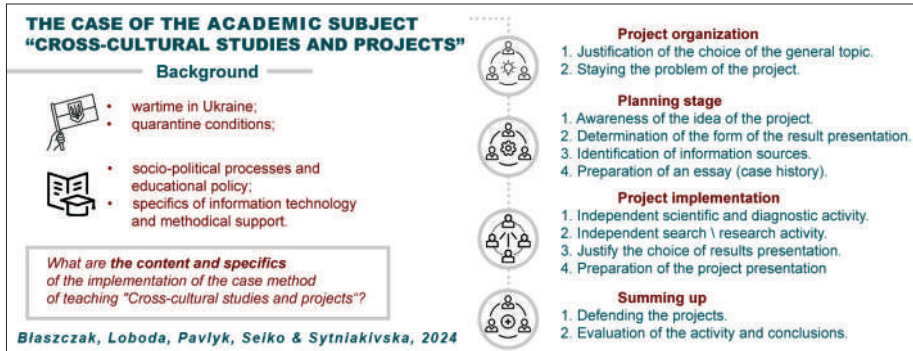 THE CASE OF THE ACADEMIC SUBJECT
“CROSS-CULTURAL STUDIES AND PROJECTS”
Background
• wartime in Ukraine;
• quarantine conditions;
• socio-political processes and
educational policy;
• specifics of information technology
and methodical support.
What are the content and specifics
of the implementation of the case method
of teaching "Cross-cultural studies and projects“?
Błaszczak, Loboda, Pavlyk, Seiko & Sytniakivska, 2024
Project organization
1. Justification of the choice of the general topic.
2. Staying the problem of the project.
Planning stage
1. Awareness of the idea of the project.
2. Determination of the form of the result presentation.
3. Identification of information sources.
4. Preparation of an essay (case history).
Project implementation
1. Independent scientific and diagnostic activity.
2. Independent search \ research activity.
3. Justify the choice of results presentation.
4. Preparation of the project presentation
Summing up
1. Defending the projects.
2. Evaluation of the activity and conclusions.